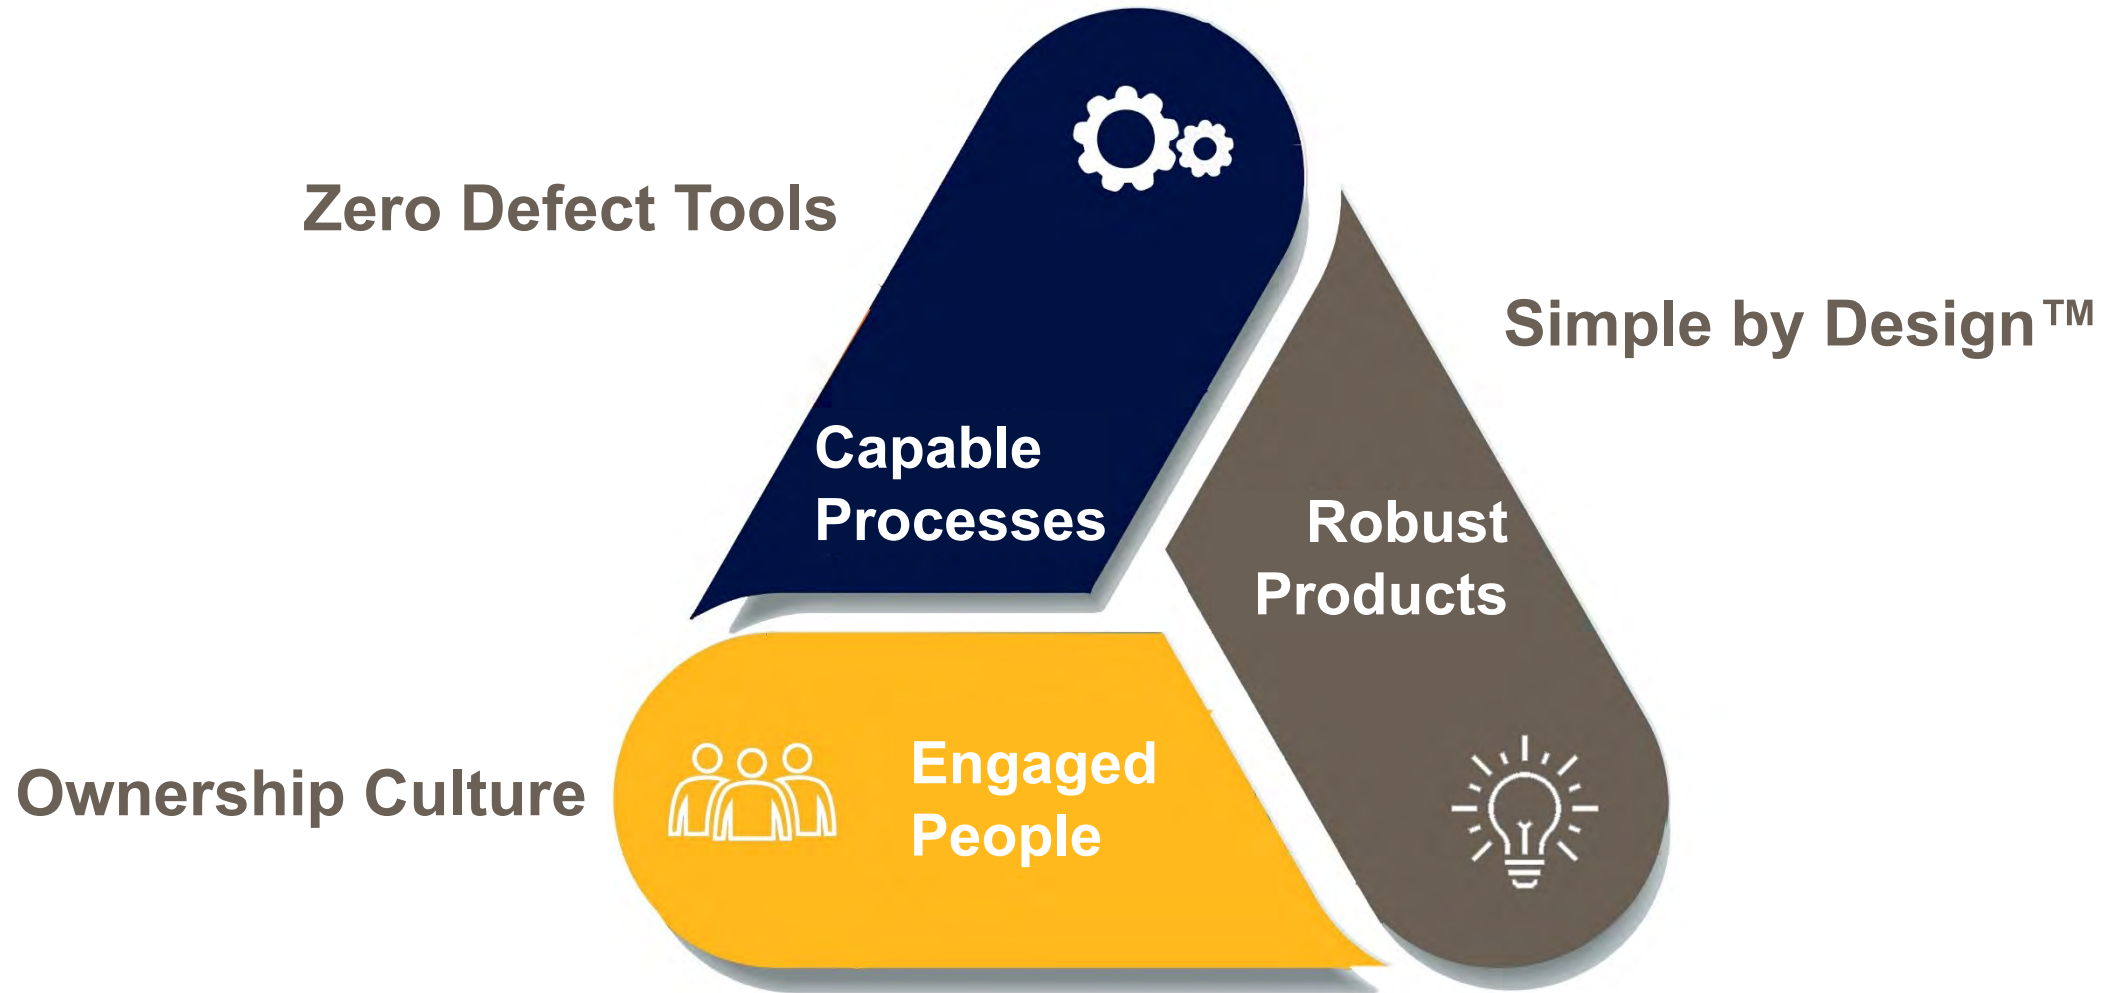 Zero Defect Tools
Simple by Design™
Capable
Processes
Robust
Products
Ownership Culture
Engaged
People